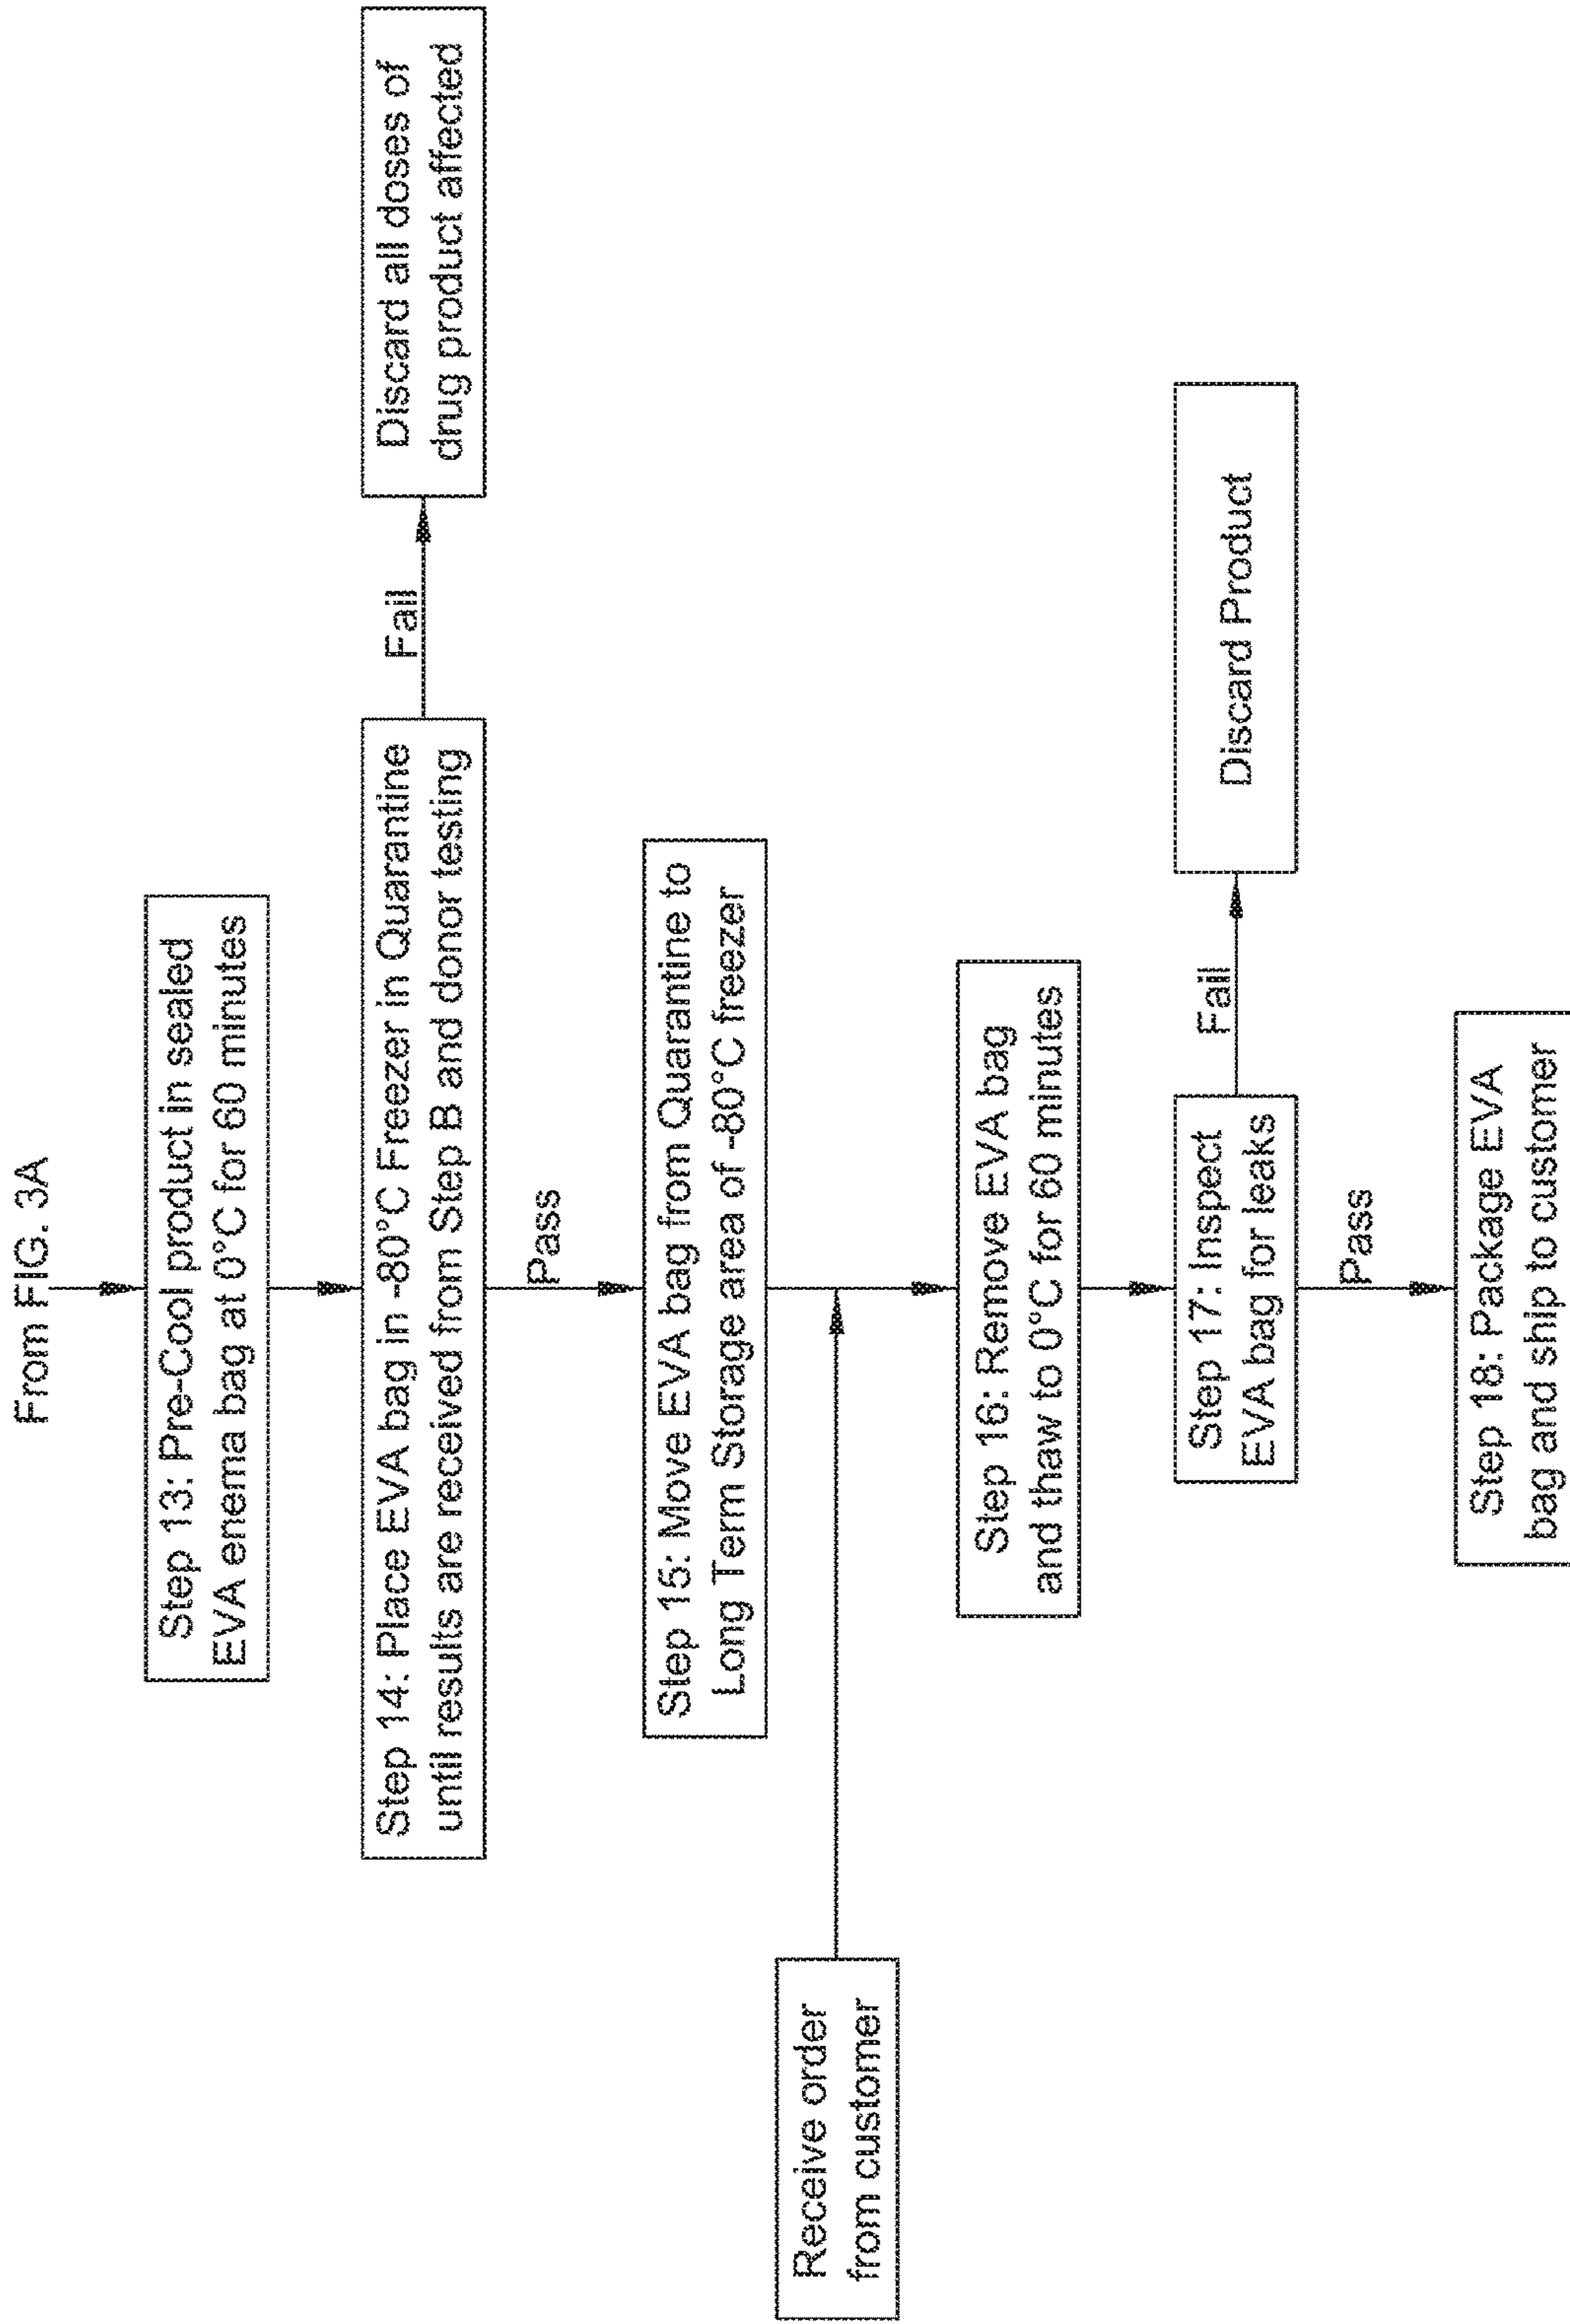 From FIG. 3A
Step 13: Pre-Cool product in sealed
EVA enema bag at 0°C for 60 minutes
Step 14: Place EVA bag in -80°C Freezer in Quarantine
until results are received from Step B and donor testing
Fail
Discard all doses of
drug product affected
Pass
Step 15: Move EVA bag from Quarantine to
Long Term Storage area of -80°C freezer
Receive order
from customer
Step 16: Remove EVA bag
and thaw to 0°C for 60 minutes
Step 17: Inspect
EVA bag for leaks
Fail
Discard Product
Pass
Step 18: Package EVA
bag and ship to customer